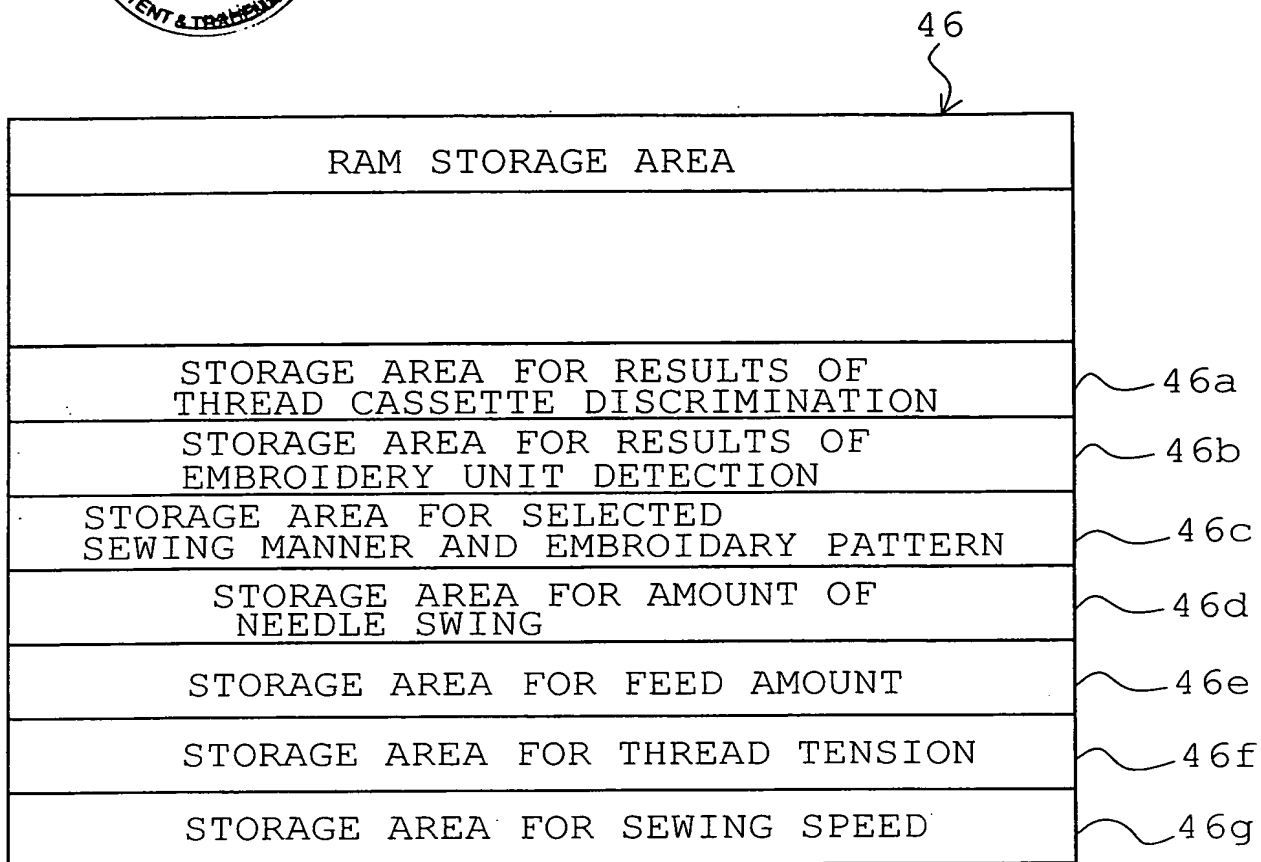 ENT & TRA
46
RAM STORAGE AREA
STORAGE AREA FOR RESULTS OF
THREAD CASSETTE DISCRIMINATION
46a
STORAGE AREA FOR RESULTS OF
EMBROIDERY UNIT DETECTION
46b
STORAGE AREA FOR SELECTED
SEWING MANNER AND EMBROIDARY PATTERN
46c
STORAGE AREA FOR AMOUNT OF
NEEDLE SWING
46d
STORAGE AREA FOR FEED AMOUNT
46e
STORAGE AREA FOR THREAD TENSION
46f
STORAGE AREA FOR SEWING SPEED
46g